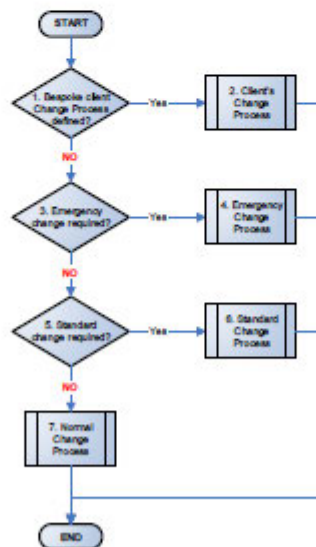 START
1. Bespoke client
Change Process
defined?
Yes
2. Client's
Change
Process
NO
3. Emergency
change required?
Yes
4. Emergency
Change
Process
NO
5. Standard
change required?
Yes
6. Standard
Change
Process
NO
7. Normal
Change
Process
END